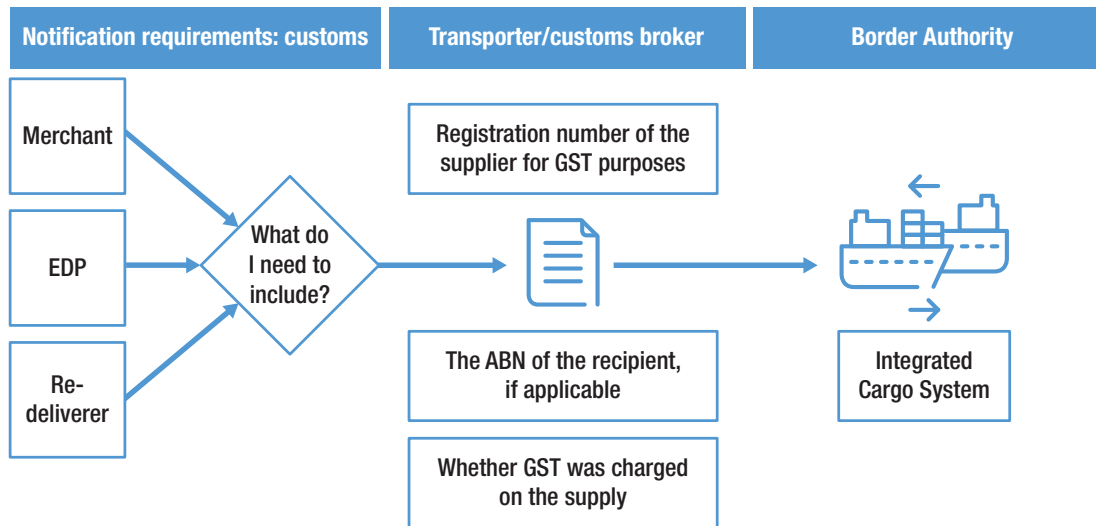 Notification requirements: customs
Transporter/customs broker
Border Authority
Merchant
EDP
Re-
deliverer
What do
I need to
include?
Registration number of the
supplier for GST purposes
The ABN of the recipient,
if applicable
Whether GST was charged
on the supply
Integrated
Cargo System